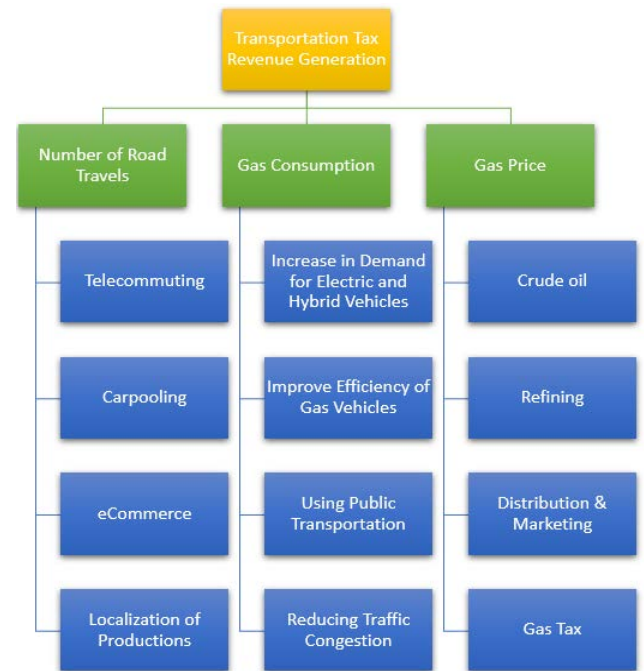 Transportation Tax
Revenue Generation
Number of Road
Travels
Telecommuting
Carpooling
eCommerce
Localization of
Productions
Gas Consumption
Increase in Demand
for Electric and
Hybrid Vehicles
Improve Efficiency of
Gas Vehicles
Using Public
Transportation
Reducing Traffic
Congestion
Gas Price
Crude oil
Refining
Distribution &
Marketing
Gas Tax